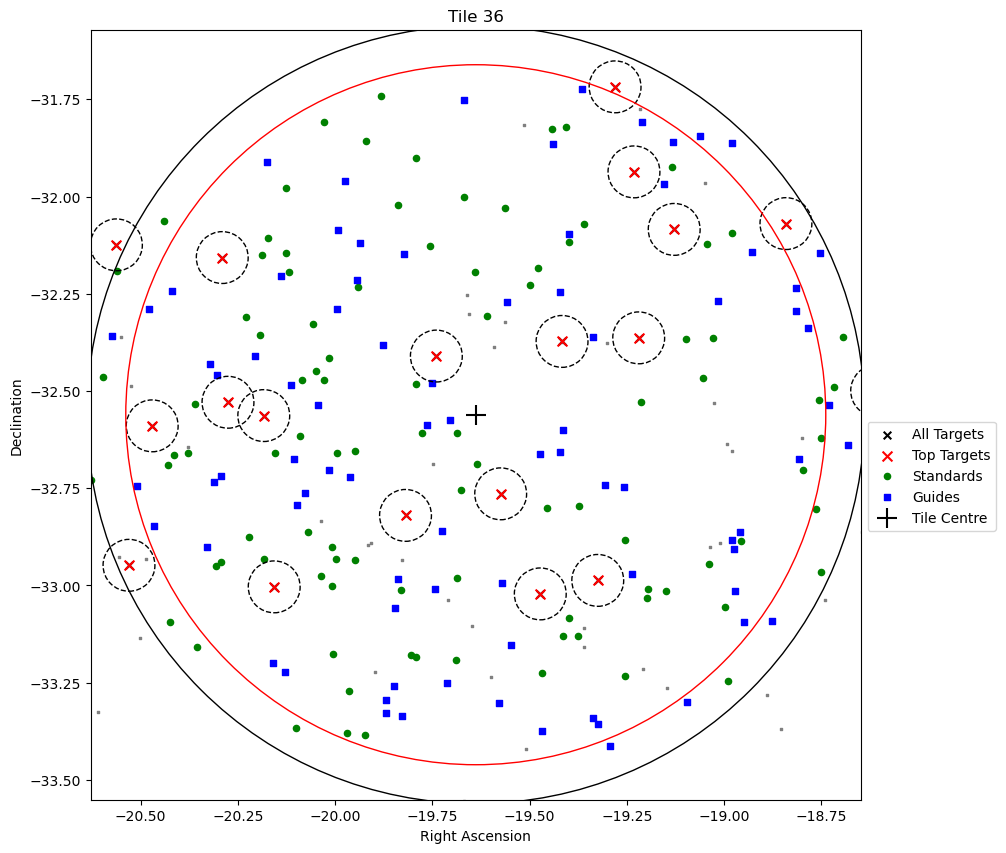 Tile 36
Declination
−31.75
−32.00
−32.25
−32.50
−32.75
−33.00
−33.25
−33.50
All Targets
Top Targets
Standards
Guides
Tile Centre
−20.50 −20.25 −20.00 −19.75 −19.50 −19.25 −19.00 −18.75
Right Ascension